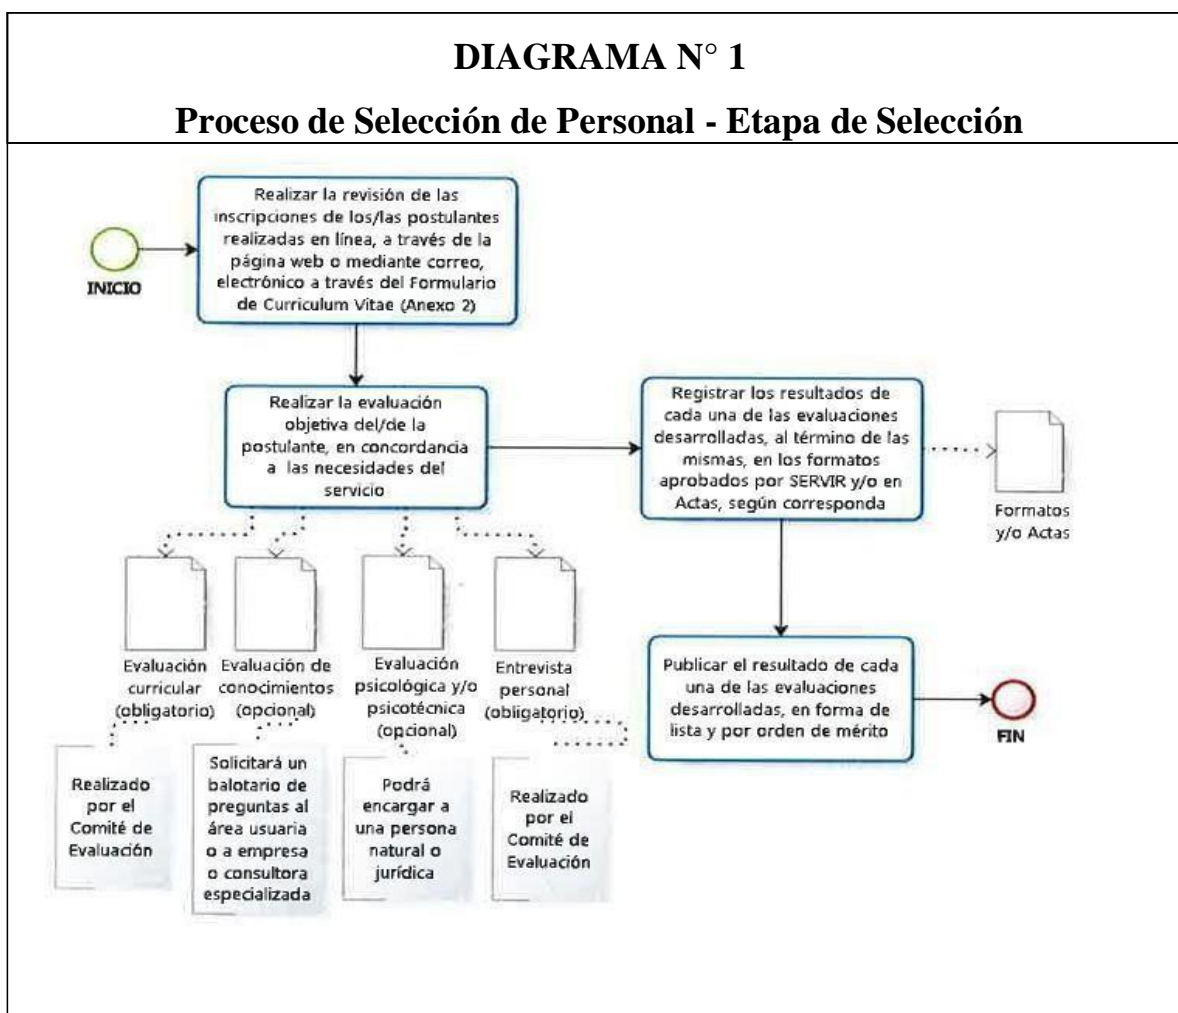 DIAGRAMA N° 1
Proceso de Selección de Personal - Etapa de Selección
INICIO
Realizar la revisión de las
inscripciones de los/las postulantes
realizadas en línea, a través de la
página web o mediante correo,
electrónico a través del Formulario
de Curriculum Vitae (Anexo 2)
Realizar la evaluación
objetiva del/de la
postulante, en concordancia
a las necesidades del
servicio
Registrar los resultados de
cada una de las evaluaciones
desarrolladas, al término de las
mismas, en los formatos
aprobados por SERVIR y/o en
Actas, según corresponda
Formatos
y/o Actas
Evaluación
curricular
(obligatorio)
Evaluación de
conocimientos
(opcional)
Evaluación
psicológica y/o
psicotécnica
(opcional)
Entrevista
personal
(obligatorio)
Publicar el resultado de cada
una de las evaluaciones
desarrolladas, en forma de
lista y por orden de mérito
FIN
Realizado
por el
Comité de
Evaluación
Solicitará un
balotario de
preguntas al
área usuaria
o a empresa
o consultora
especializada
Podrá
encargar a
una persona
natural o
jurídica
Realizado
por el
Comité de
Evaluación